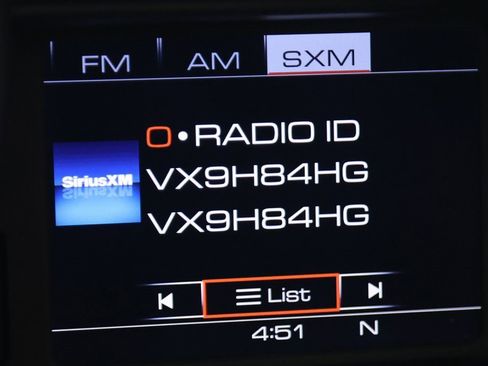 FM AM SXM
0 • RADIO ID
SiriusXM
VX9H84HG
VX9H84HG
List
4:51 N